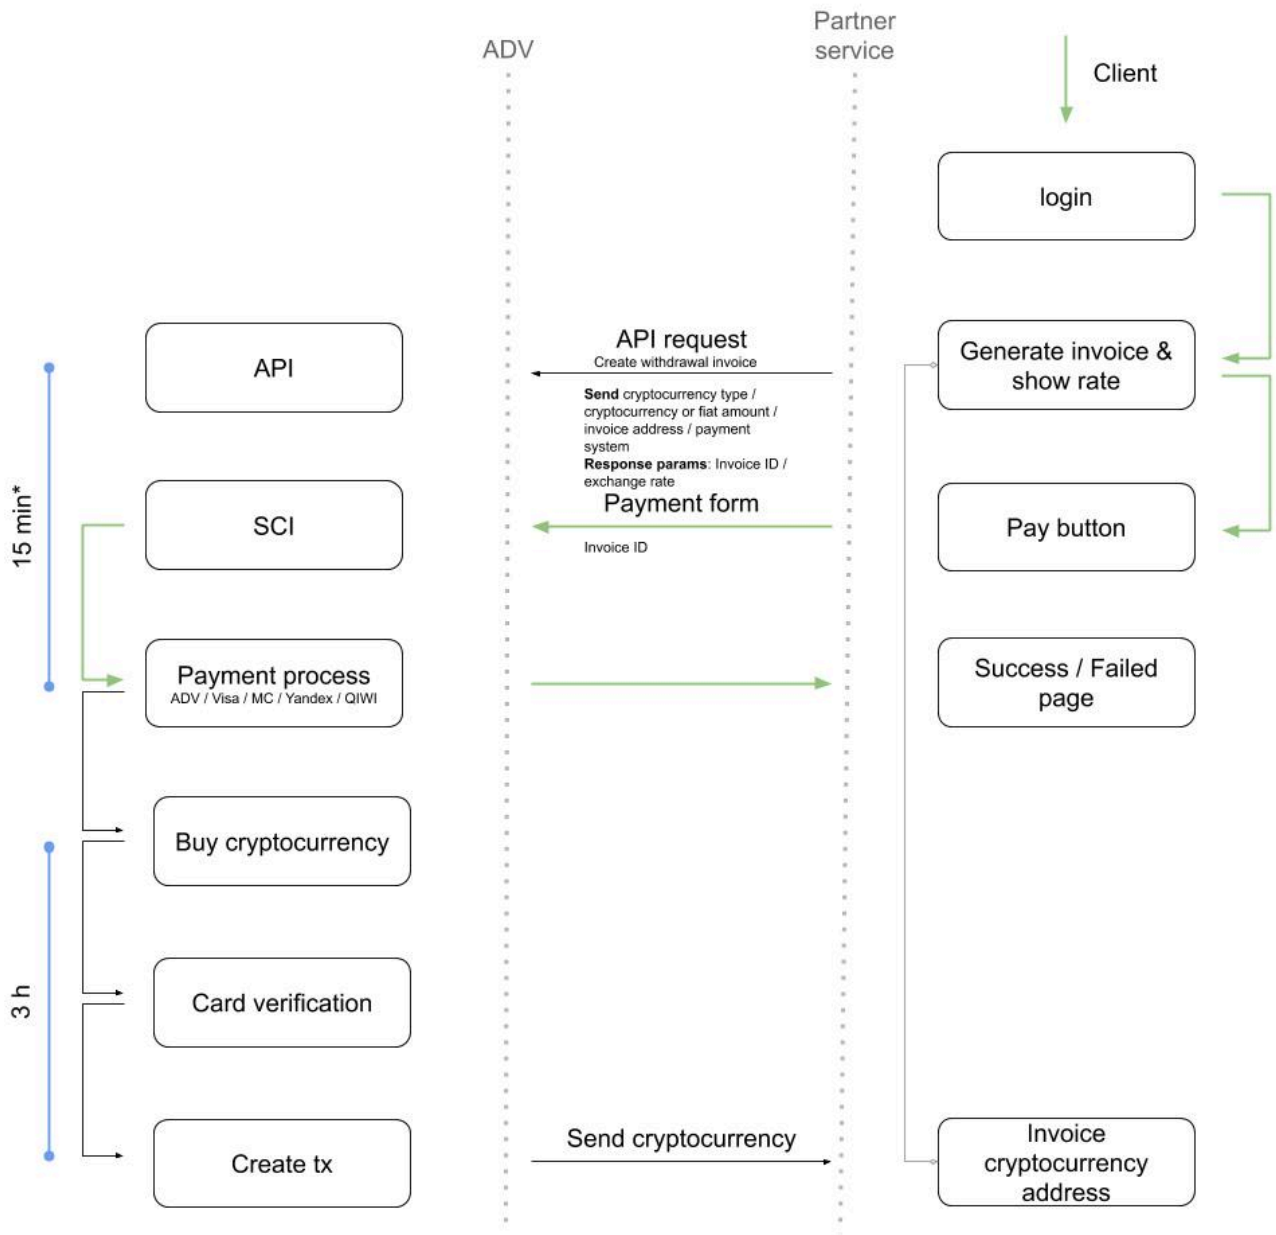 ADV
Partner
service
Client
login
API
API request
Create withdrawal invoice
Send cryptocurrency type /
cryptocurrency or fiat amount /
invoice address / payment
system
Response params: Invoice ID /
exchange rate
Generate invoice &
show rate
15 min*
SCI
Payment form
Invoice ID
Pay button
Payment process
ADV / Visa / MC / Yandex / QIWI
Success / Failed
page
Buy cryptocurrency
3 h
Card verification
Create tx
Send cryptocurrency
Invoice
cryptocurrency
address